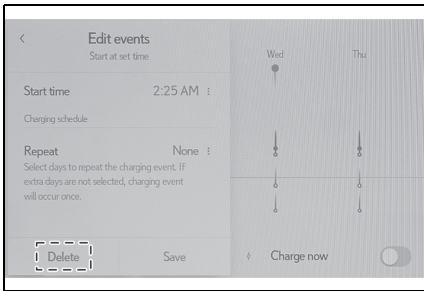 Edit events
Start at set time
Start time 2:25 AM
Charging schedule
Repeat None
Select days to repeat the charging event. If
extra days are not selected, charging event
will occur once.
Delete Save
Wed Thu
Charge now